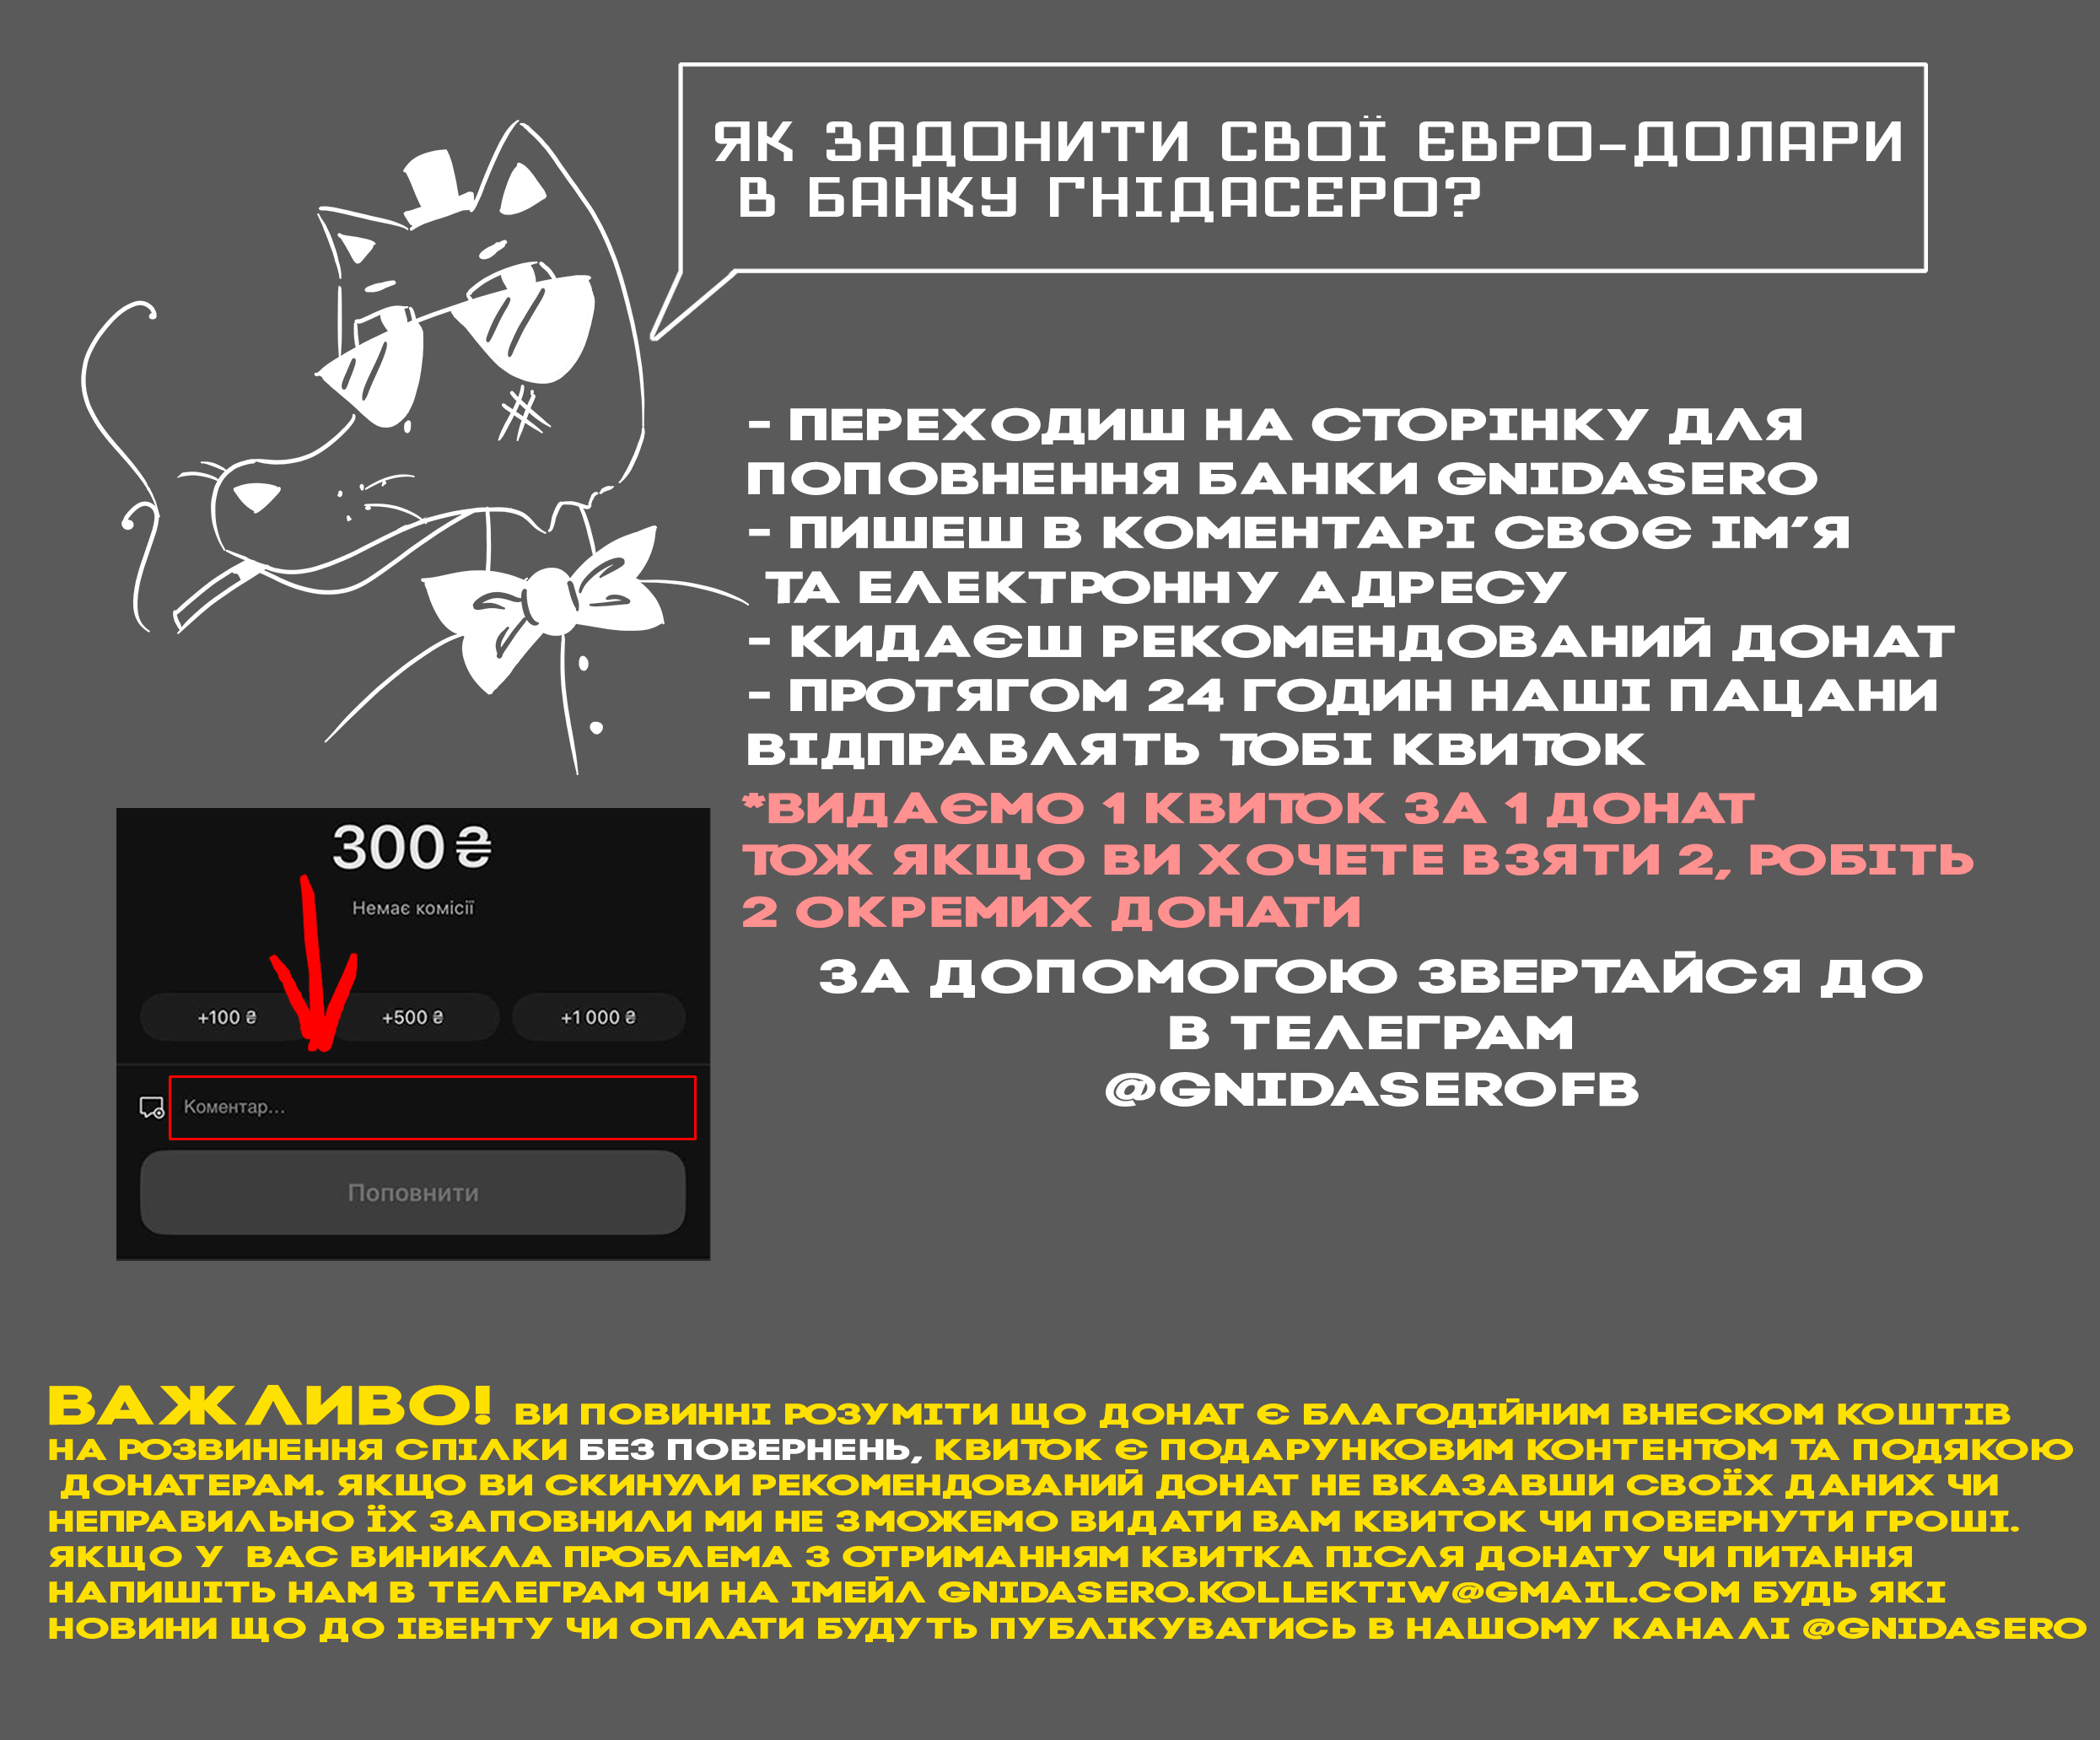 ЯК ЗАДОНИТИ СВОЇ ЄВРО-ДОЛАРИ
В БАНКУ ГНІДАСЕРО?
- ПЕРЕХОДИШ НА СТОРІНКУ ДЛЯ
ПОПОВНЕННЯ БАНКИ GNIDASERO
- ПИШЕШ В КОМЕНТАРІ СВОЄ ІМ'Я
ТА ЕЛЕКТРОННУ АДРЕСУ
- КИДАЄШ РЕКОМЕНДОВАНИЙ ДОНАТ
- ПРОТЯГОМ 24 ГОДИН НАШІ ПАЦАНИ
ВІДПРАВЛЯТЬ ТОБІ КВИТОК
*ВИДАЄМО 1 КВИТОК ЗА 1 ДОНАТ
ТОЖ ЯКЩО ВИ ХОЧЕТЕ ВЗЯТИ 2, РОБІТЬ
2 ОКРЕМИХ ДОНАТИ
ЗА ДОПОМОГОЮ ЗВЕРТАЙСЯ ДО
В ТЕЛЕГРАМ
@GNIDASEROFB
300 ₴
Немає комісії
+100 ₴ +500 ₴ +1 000 ₴
Коментар...
Поповнити
ВАЖЛИВО! ВИ ПОВИННІ РОЗУМІТИ ЩО ДОНАТ Є БЛАГОДІЙНИМ ВНЕСКОМ КОШТІВ
НА РОЗВИНЕННЯ СПІЛКИ БЕЗ ПОВЕРНЕНЬ, КВИТОК Є ПОДАРУНКОВИМ КОНТЕНТОМ ТА ПОДЯКОЮ
ДОНАТЕРАМ. ЯКЩО ВИ СКИНУЛИ РЕКОМЕНДОВАНИЙ ДОНАТ НЕ ВКАЗАВШИ СВОЇХ ДАНИХ ЧИ
НЕПРАВИЛЬНО ЇХ ЗАПОВНИЛИ МИ НЕ ЗМОЖЕМО ВИДАТИ ВАМ КВИТОК ЧИ ПОВЕРНУТИ ГРОШІ.
ЯКЩО У ВАС ВИНИКЛА ПРОБЛЕМА З ОТРИМАННЯМ КВИТКА ПІСЛЯ ДОНАТУ ЧИ ПИТАННЯ
НАПИШІТЬ НАМ В ТЕЛЕГРАМ ЧИ НА ІМЕЙЛ GNIDASERO.KOLLEKTIW@GMAIL.COM БУДЬ ЯКІ
НОВИНИ ЩО ДО ІВЕНТУ ЧИ ОПЛАТИ БУДУТЬ ПУБЛІКУВАТИСЬ В НАШОМУ КАНАЛІ @GNIDASERO